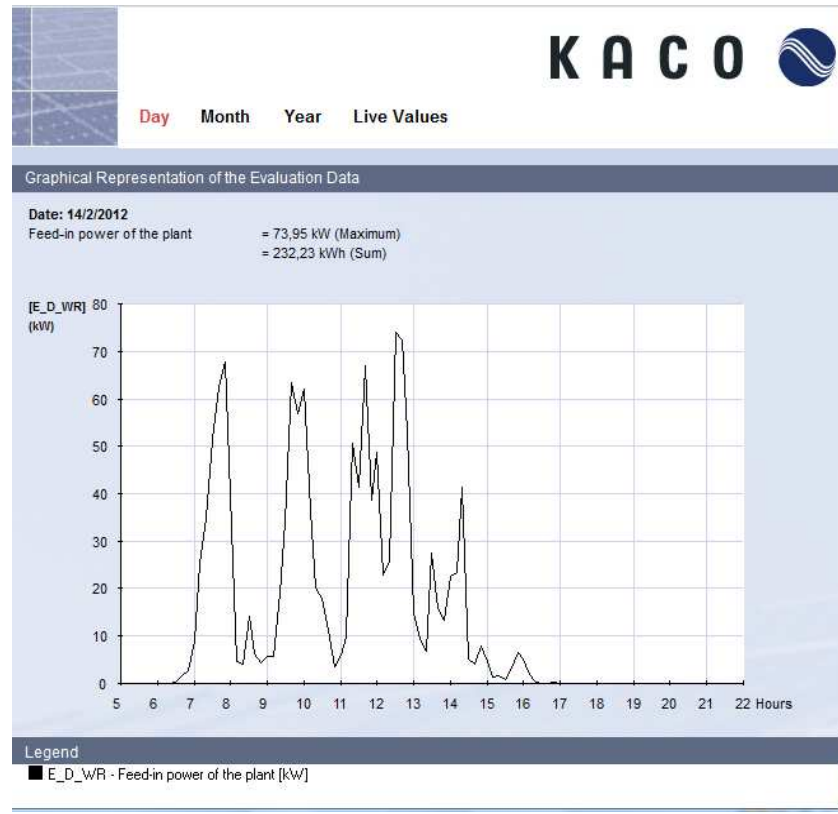 KACO
Day Month Year Live Values
Graphical Representation of the Evaluation Data
Date: 14/2/2012
Feed-in power of the plant = 73,95 kW (Maximum)
= 232,23 kWh (Sum)
[E_D_WR] 80
(kW)
70
60
50
40
30
20
10
0
5 6 7 8 9 10 11 12 13 14 15 16 17 18 19 20 21 22 Hours
Legend
E_D_WR - Feed-in power of the plant [kW]